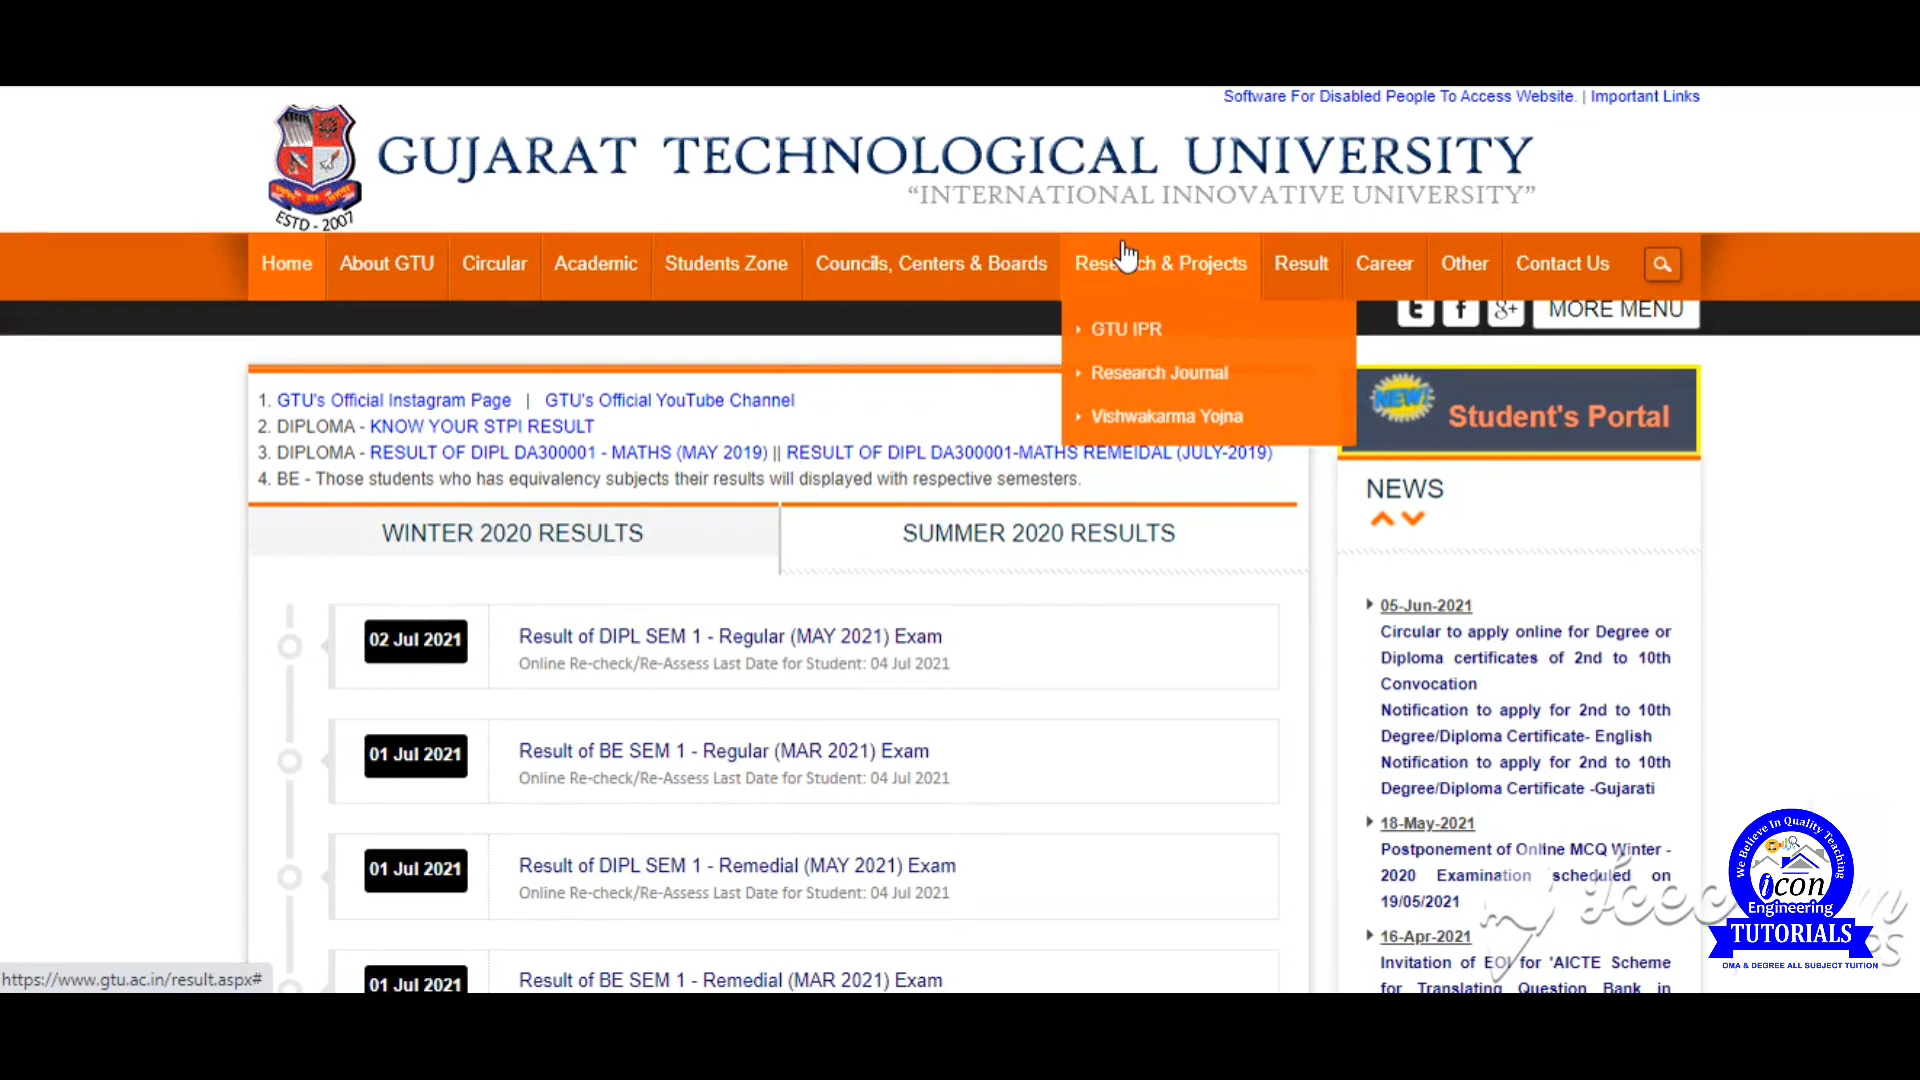 Software For Disabled People To Access Website. | Important Links
GUJARAT TECHNOLOGICAL UNIVERSITY
“INTERNATIONAL INNOVATIVE UNIVERSITY”
ESTD - 2007
Home About GTU Circular Academic Students Zone Councils, Centers & Boards Research & Projects Result Career Other Contact Us
MORE MENU
GTU IPR
Research Journal
Vishwakarma Yojna
1. GTU's Official Instagram Page | GTU's Official YouTube Channel
2. DIPLOMA - KNOW YOUR STPI RESULT
3. DIPLOMA - RESULT OF DIPL DA300001 - MATHS (MAY 2019) || RESULT OF DIPL DA300001-MATHS REMEIDAL (JULY-2019)
4. BE - Those students who has equivalency subjects their results will displayed with respective semesters.
WINTER 2020 RESULTS
SUMMER 2020 RESULTS
02 Jul 2021
Result of DIPL SEM 1 - Regular (MAY 2021) Exam
Online Re-check/Re-Assess Last Date for Student: 04 Jul 2021
01 Jul 2021
Result of BE SEM 1 - Regular (MAR 2021) Exam
Online Re-check/Re-Assess Last Date for Student: 04 Jul 2021
01 Jul 2021
Result of DIPL SEM 1 - Remedial (MAY 2021) Exam
Online Re-check/Re-Assess Last Date for Student: 04 Jul 2021
01 Jul 2021
Result of BE SEM 1 - Remedial (MAR 2021) Exam
NEW!
Student's Portal
NEWS
05-Jun-2021
Circular to apply online for Degree or
Diploma certificates of 2nd to 10th
Convocation
Notification to apply for 2nd to 10th
Degree/Diploma Certificate- English
Notification to apply for 2nd to 10th
Degree/Diploma Certificate -Gujarati
18-May-2021
Postponement of Online MCQ Winter -
2020 Examination scheduled on
19/05/2021
16-Apr-2021
Invitation of EOI for 'AICTE Scheme
for Translating Question Bank in
We Believe In Quality Teaching
icon
Engineering
TUTORIALS
DMA & DEGREE ALL SUBJECT TUITION
https://www.gtu.ac.in/result.aspx#